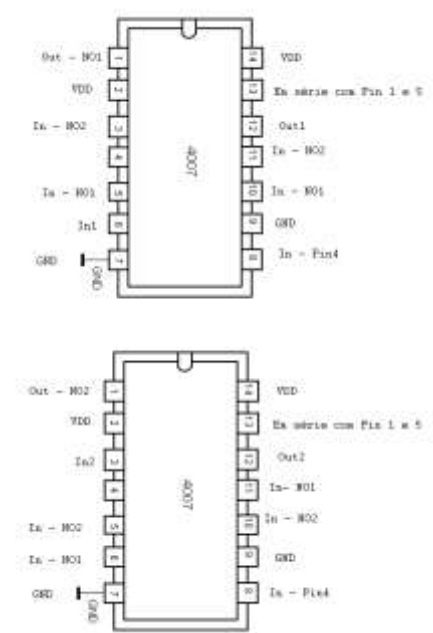 Out - NO1
1
14
VDD
VDD
2
13
Em série com Pin 1 e 5
In - NO2
3
12
Out1
4
11
In - NO2
4007
In - NO1
5
10
In - NO1
In1
6
9
GND
GND
7
8
In - Pin4
GND
Out - NO2
1
14
VDD
VDD
2
13
Em série com Pin 1 e 5
In2
3
12
Out2
4
11
In- NO1
4007
In - NO2
5
10
In - NO2
In - NO1
6
9
GND
GND
7
8
In - Pin4
GND